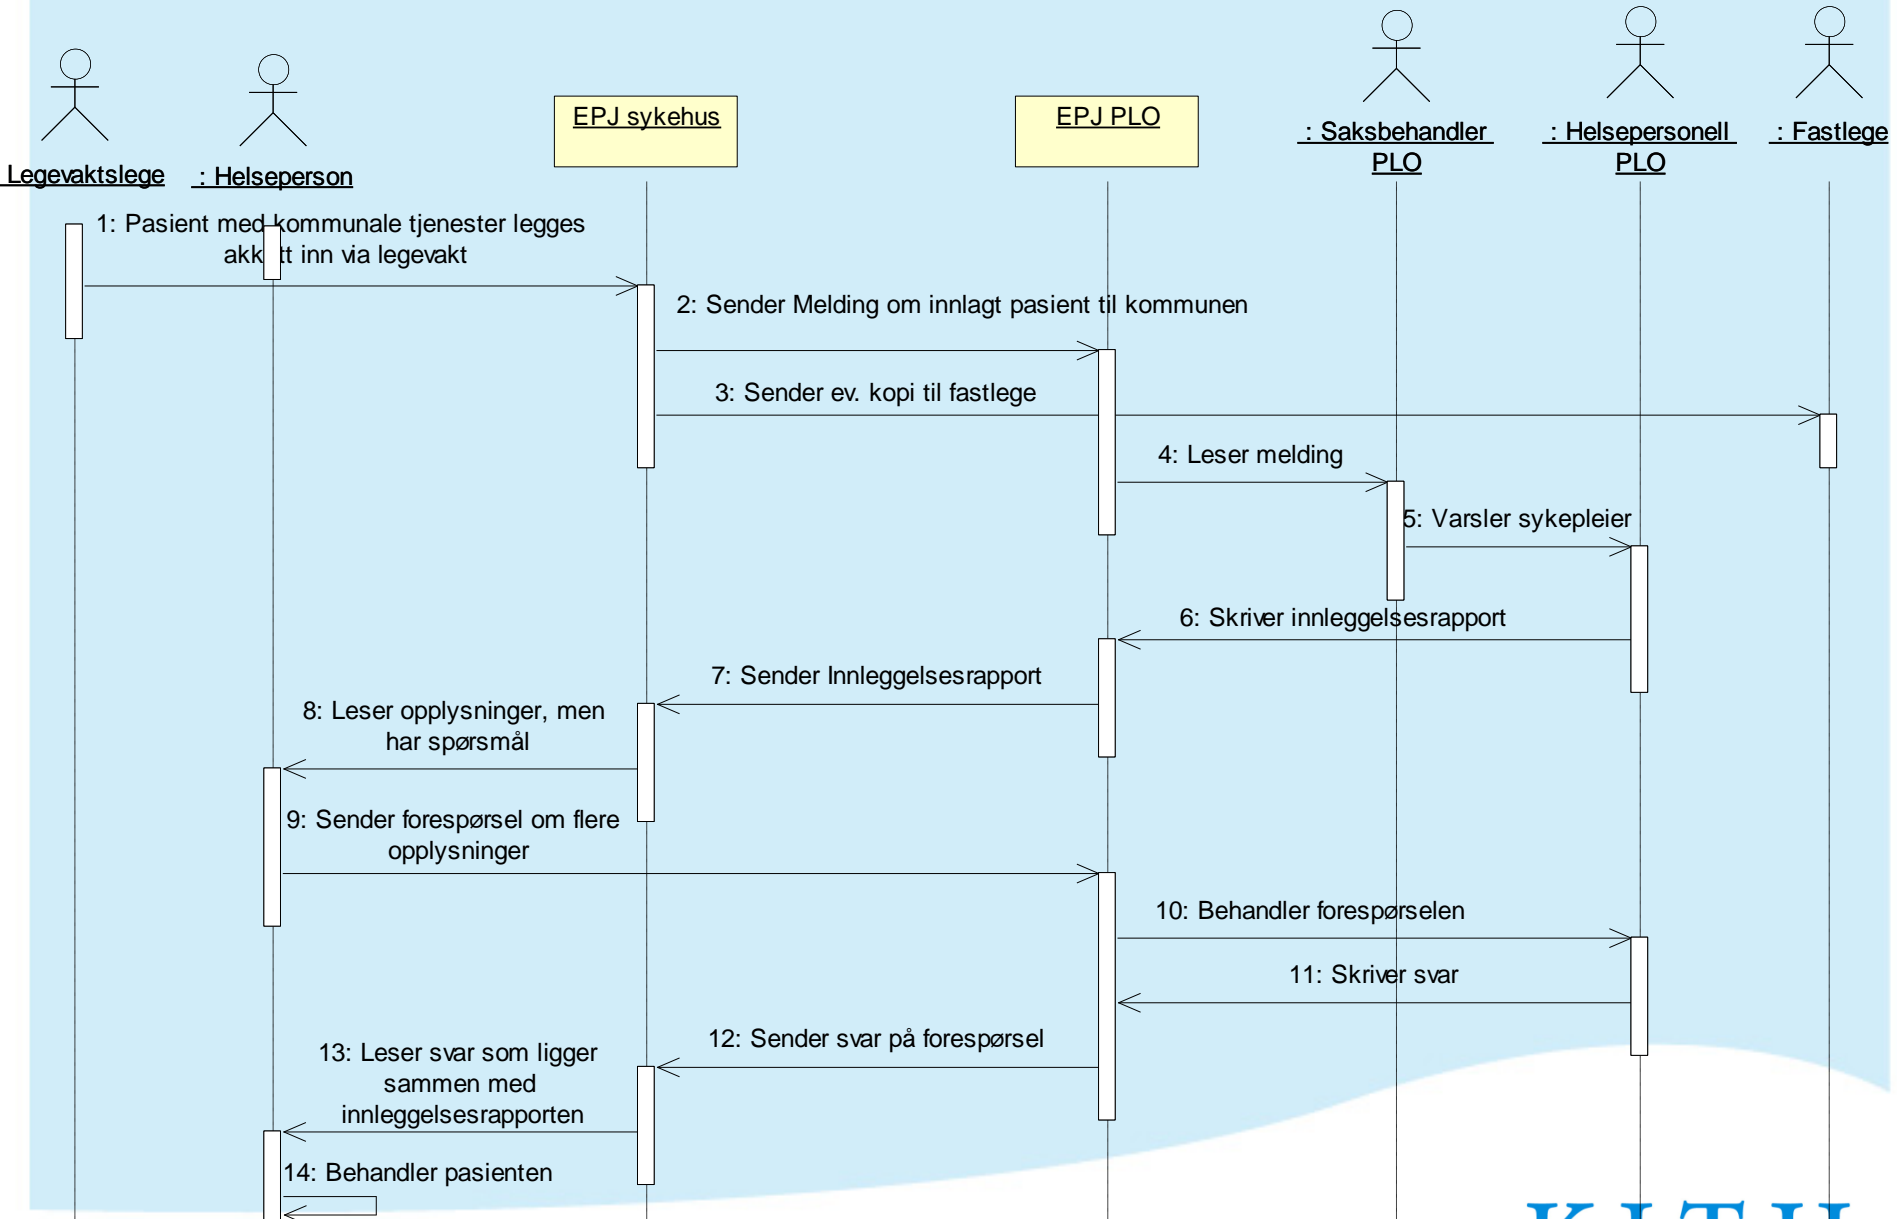 Legevaktslege
: Helseperson
EPJ sykehus
EPJ PLO
: Saksbehandler
PLO
: Helsepersonell
PLO
: Fastlege
1: Pasient med kommunale tjenester legges
inn via legevakt
2: Sender Melding om innlagt pasient til kommunen
3: Sender ev. kopi til fastlege
4: Leser melding
5: Varsler sykepleier
6: Skriver innleggelsesrapport
7: Sender Innleggelsesrapport
8: Leser opplysninger, men
har spørsmål
9: Sender forespørsel om flere
opplysninger
10: Behandler forespørselen
11: Skriver svar
12: Sender svar på forespørsel
13: Leser svar som ligger
sammen med
innleggelsesrapporten
14: Behandler pasienten